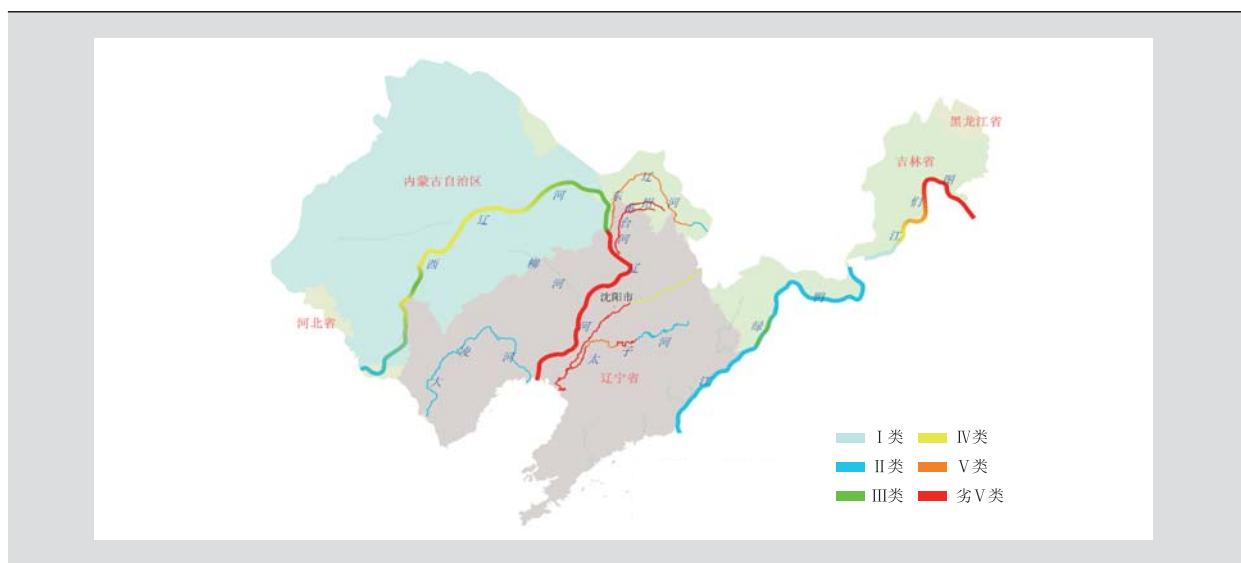 黑龙江省
吉林省
图
们
江
内蒙古自治区
西
辽
河
东
辽
河
招
苏
台
河
辽
河
柳
河
沈阳市
河北省
大
凌
河
太
子
河
辽宁省
鸭
绿
江
Ⅰ类
Ⅳ类
Ⅱ类
Ⅴ类
Ⅲ类
劣Ⅴ类